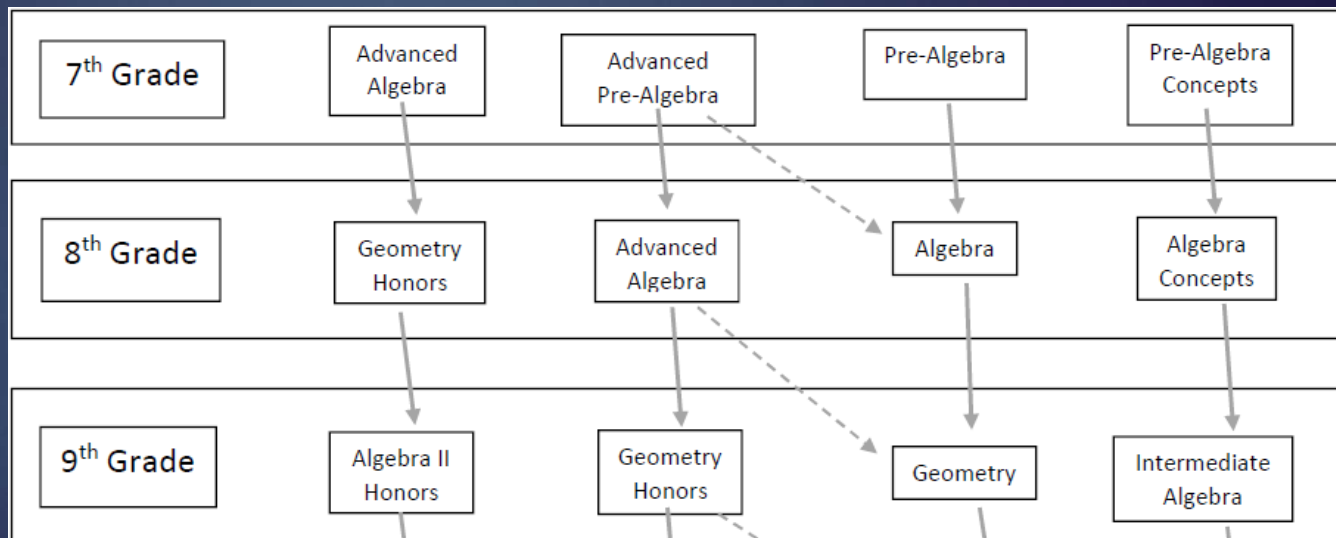 7th Grade
Advanced
Algebra
Advanced
Pre-Algebra
Pre-Algebra
Pre-Algebra
Concepts
8th Grade
Geometry
Honors
Advanced
Algebra
Algebra
Algebra
Concepts
9th Grade
Algebra II
Honors
Geometry
Honors
Geometry
Intermediate
Algebra